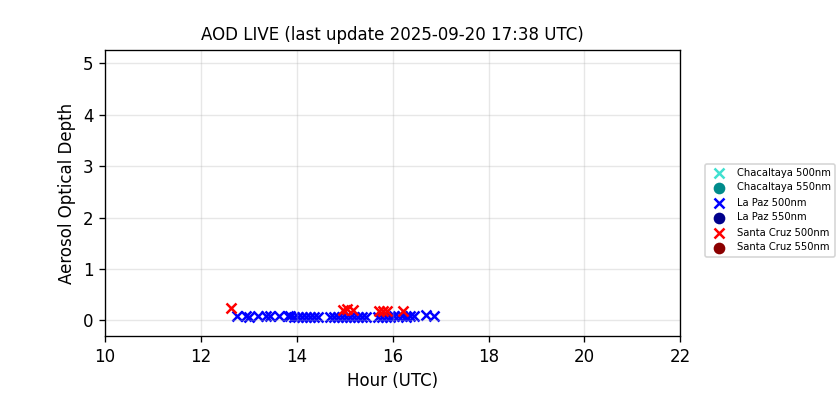 AOD LIVE (last update 2025-09-20 17:38 UTC)
Aerosol Optical Depth
5
4
3
2
1
0
10 12 14 16 18 20 22
Hour (UTC)
Chacaltaya 500nm
Chacaltaya 550nm
La Paz 500nm
La Paz 550nm
Santa Cruz 500nm
Santa Cruz 550nm